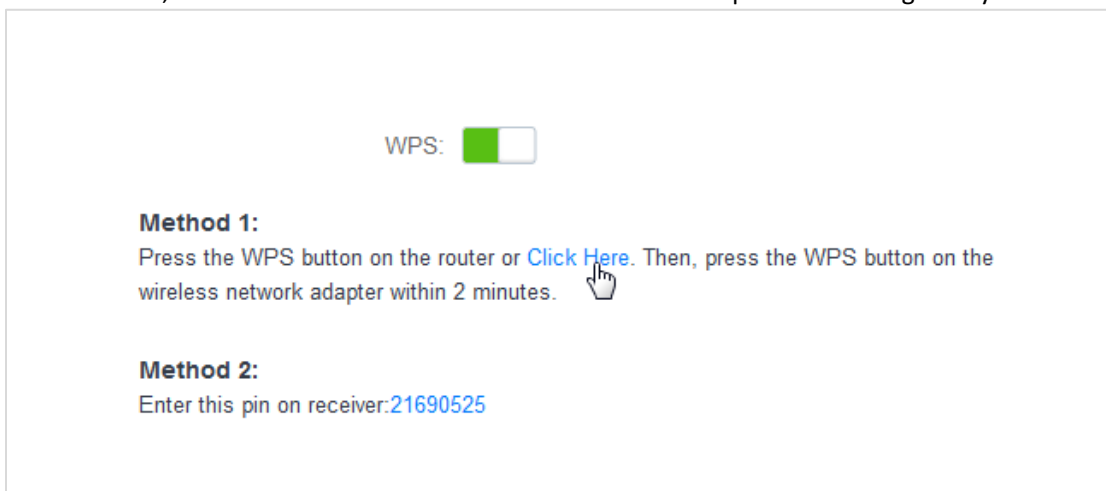 WPS:
Method 1:
Press the WPS button on the router or Click Here. Then, press the WPS button on the
wireless network adapter within 2 minutes.
Method 2:
Enter this pin on receiver:21690525